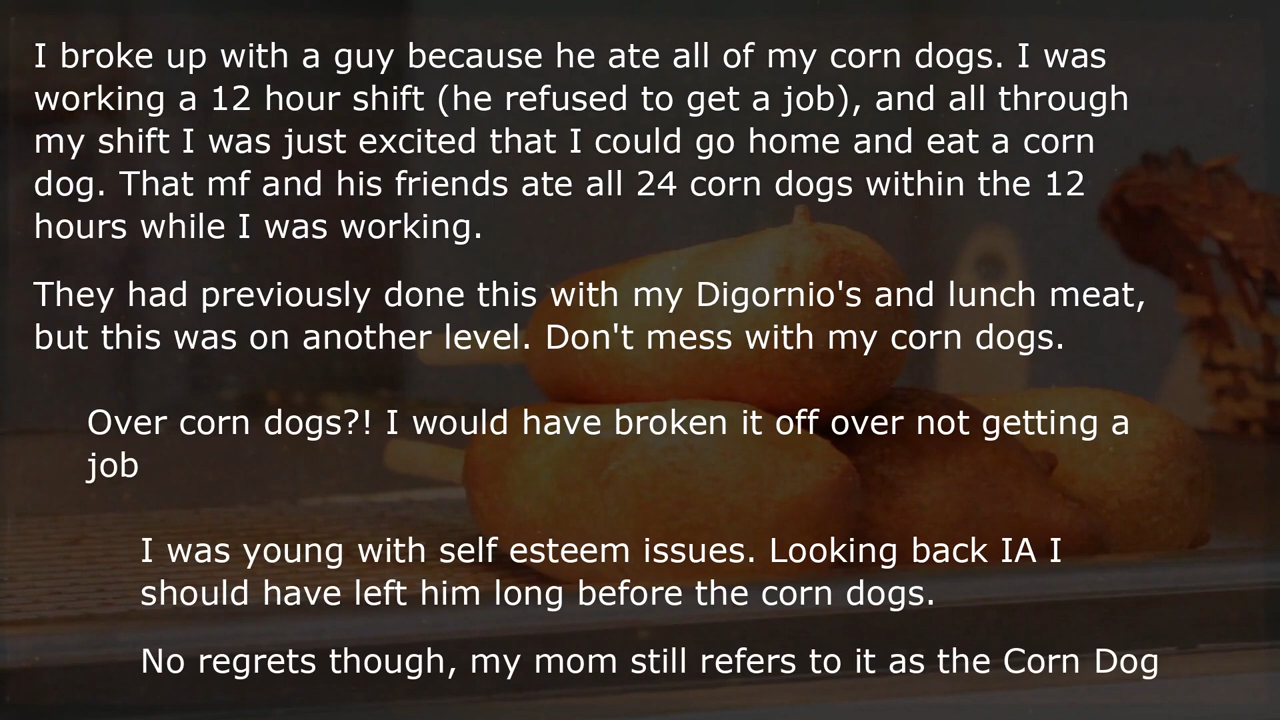 I broke up with a guy because he ate all of my corn dogs. I was
working a 12 hour shift (he refused to get a job), and all through
my shift I was just excited that I could go home and eat a corn
dog. That mf and his friends ate all 24 corn dogs within the 12
hours while I was working.
They had previously done this with my Digornio's and lunch meat,
but this was on another level. Don't mess with my corn dogs.
Over corn dogs?! I would have broken it off over not getting a
job
I was young with self esteem issues. Looking back IA I
should have left him long before the corn dogs.
No regrets though, my mom still refers to it as the Corn Dog